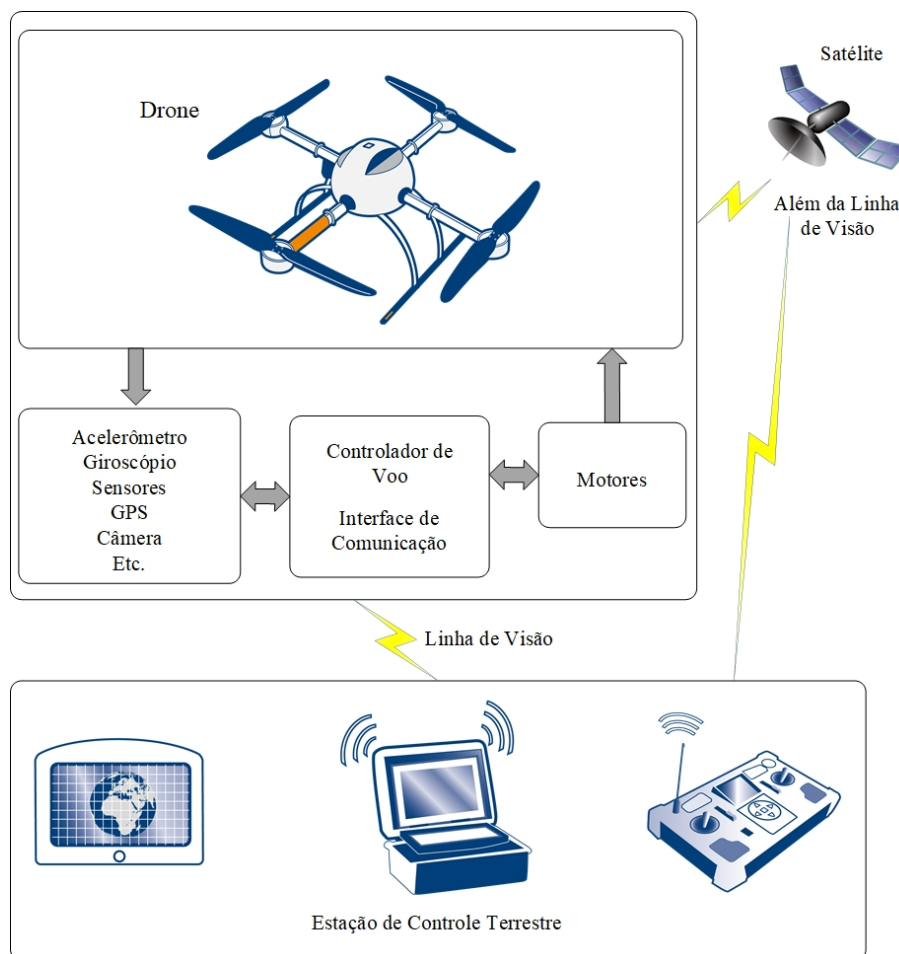 Drone
Satélite
Além da Linha
de Visão
Acelerômetro
Giroscópio
Sensores
GPS
Câmera
Etc.
Controlador de
Voo
Interface de
Comunicação
Motores
Linha de Visão
Estação de Controle Terrestre